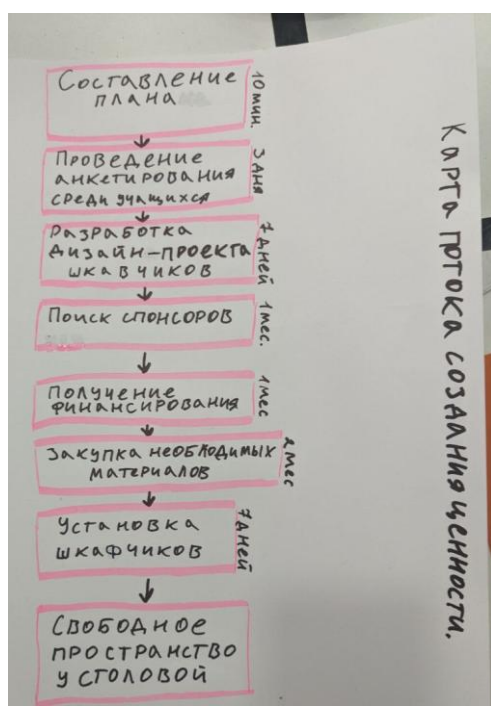 Карта потока создания ценности.
Составление
плана
10 мин.
Проведение
анкетирования
среди учащихся
3 дня
Разработка
дизайн-проекта
шкавчиков
7 дней
Поиск спонсоров
1 мес.
Получение
финансирования
1 мес
Закупка необходимых
материалов
2 мес
Установка
шкафчиков
7 дней
Свободное
пространство
у столовой